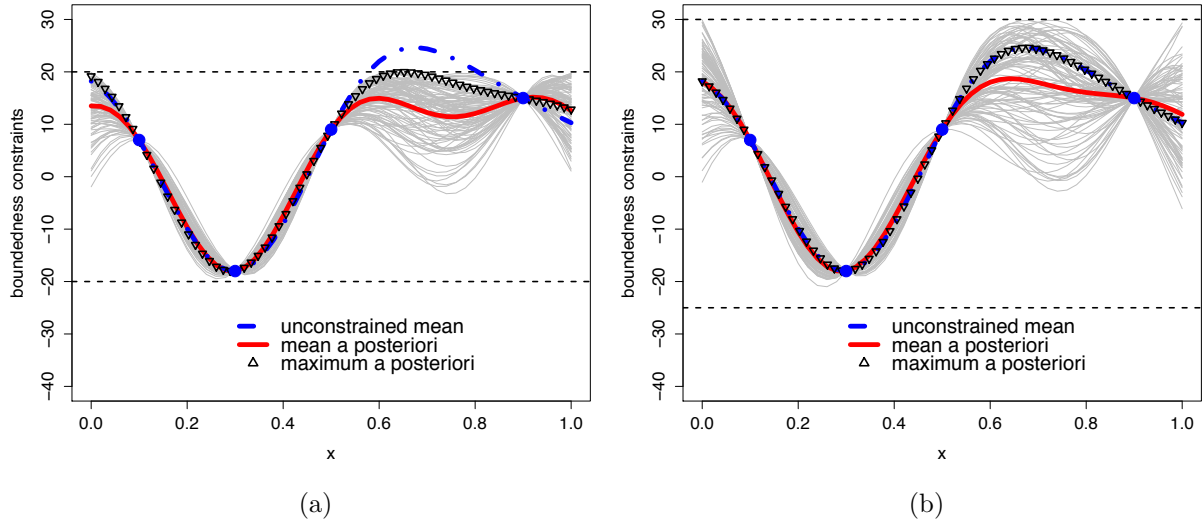 boundedness constraints
30
20
10
0
−10
−20
−30
−40
unconstrained mean
mean a posteriori
maximum a posteriori
0.0 0.2 0.4 0.6 0.8 1.0
x
(a)
boundedness constraints
30
20
10
0
−10
−20
−30
−40
unconstrained mean
mean a posteriori
maximum a posteriori
0.0 0.2 0.4 0.6 0.8 1.0
x
(b)